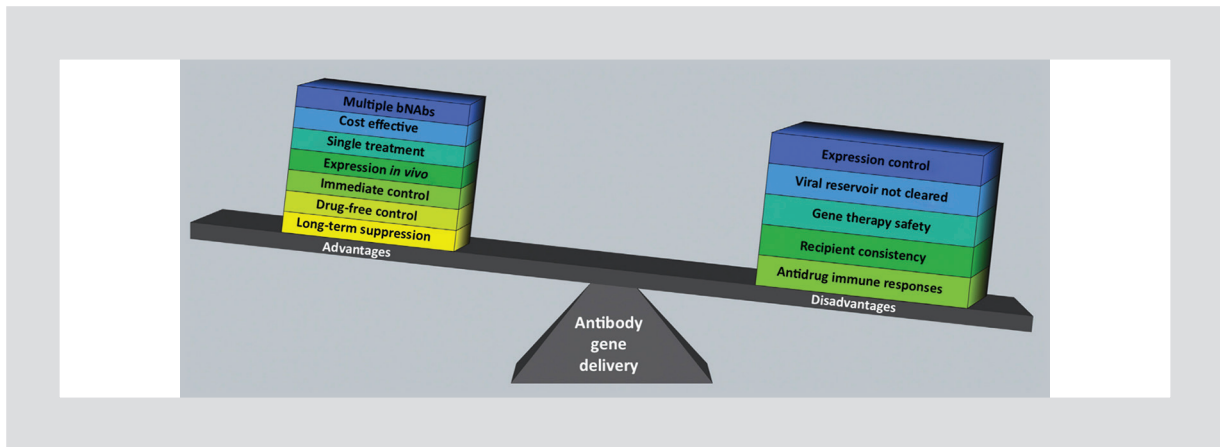 Multiple bNAbs
Cost effective
Single treatment
Expression in vivo
Immediate control
Drug-free control
Long-term suppression
Advantages
Expression control
Viral reservoir not cleared
Gene therapy safety
Recipient consistency
Antidrug immune responses
Disadvantages
Antibody
gene
delivery